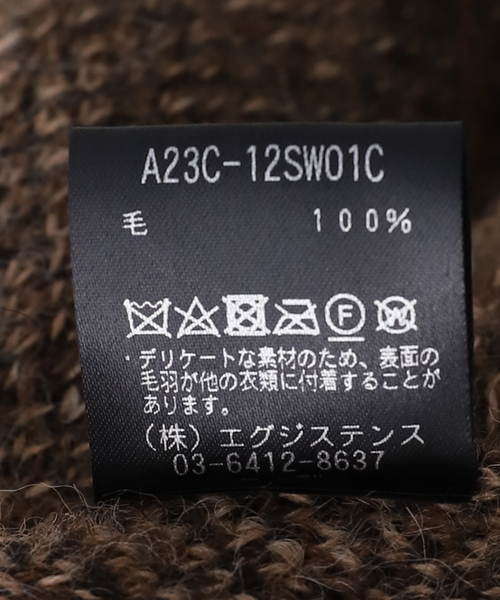 A23C-12SW01C
毛 100%
F W
・デリケートな素材のため、表面の
毛羽が他の衣類に付着することが
あります。
(株) エグジステンス
03-6412-8637